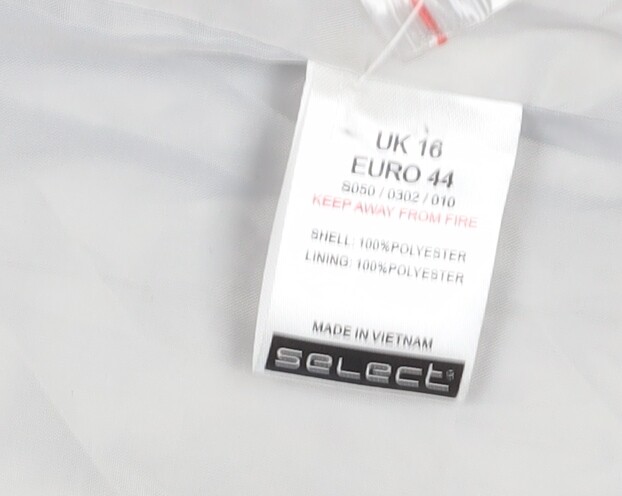 UK 16
EURO 44
S050 / 0302 / 010
KEEP AWAY FROM FIRE
SHELL: 100%POLYESTER
LINING: 100%POLYESTER
MADE IN VIETNAM
select®